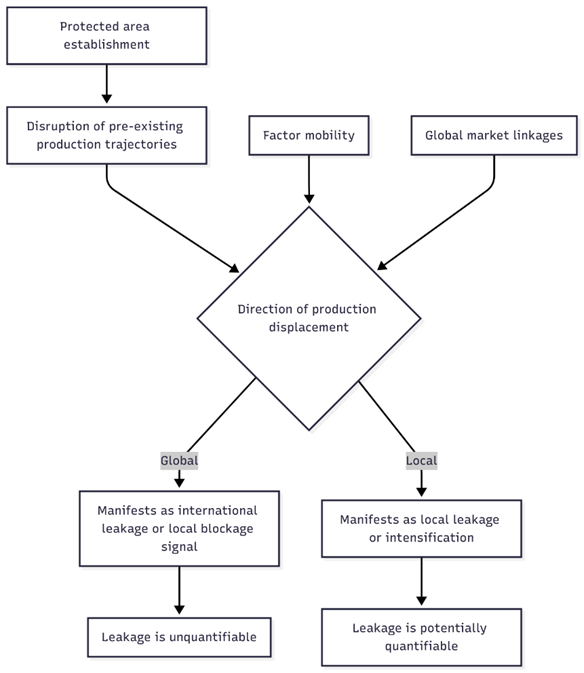 Protected area
establishment
Disruption of pre-existing
production trajectories
Factor mobility
Global market linkages
Direction of production
displacement
Global
Local
Manifests as international
leakage or local blockage
signal
Manifests as local leakage
or intensification
Leakage is unquantifiable
Leakage is potentially
quantifiable